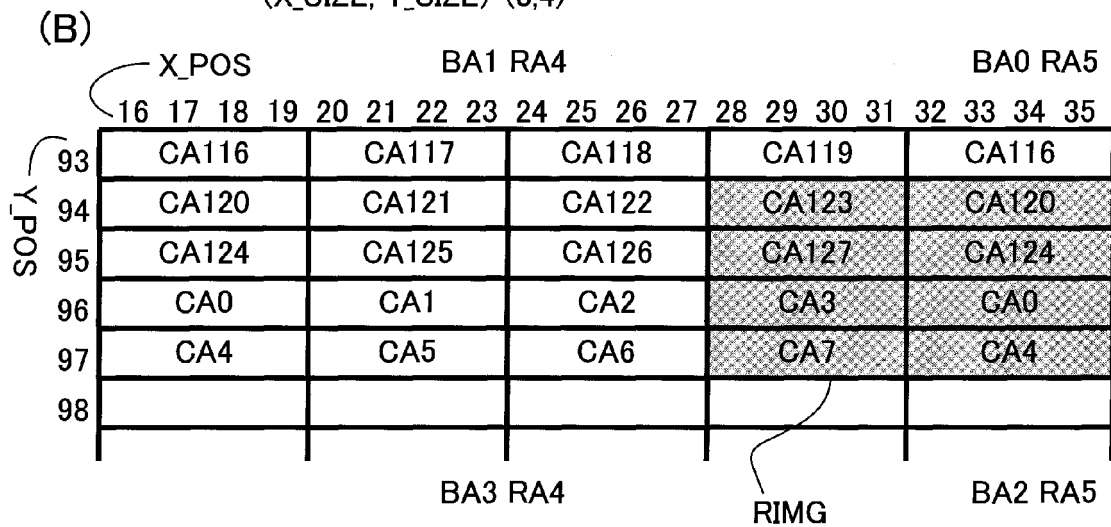 (X_SIZE, Y_SIZE)
(B)
X_POS BA1 RA4 BA0 RA5
16 17 18 19 20 21 22 23 24 25 26 27 28 29 30 31 32 33 34 35
Y_POS
93 CA116 CA117 CA118 CA119 CA116
94 CA120 CA121 CA122 CA123 CA120
95 CA124 CA125 CA126 CA127 CA124
96 CA0 CA1 CA2 CA3 CA0
97 CA4 CA5 CA6 CA7 CA4
98
BA3 RA4 BA2 RA5
RIMG